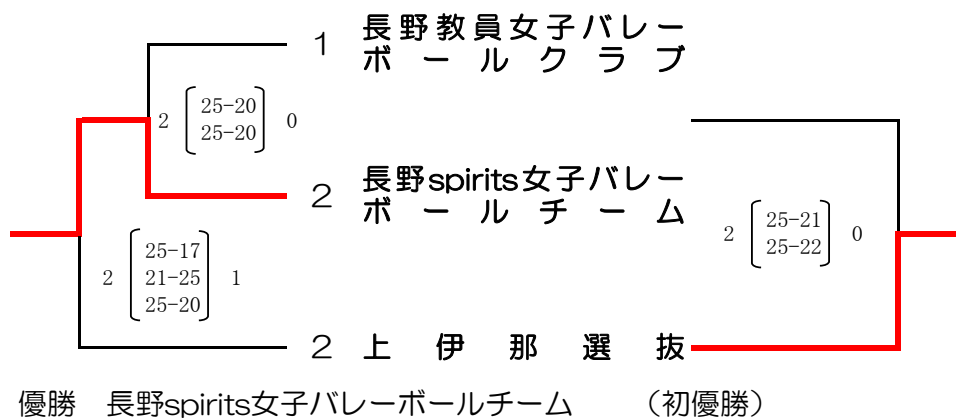 1 長野教員女子バレー
ボールクラブ
2 [25-20 0
25-20]
2 長野spirits女子バレー
ボールチーム
2 [25-21 0
25-22]
2 [25-17
21-25 1
25-20]
2 上伊那選抜
優勝 長野spirits女子バレーボールチーム （初優勝）